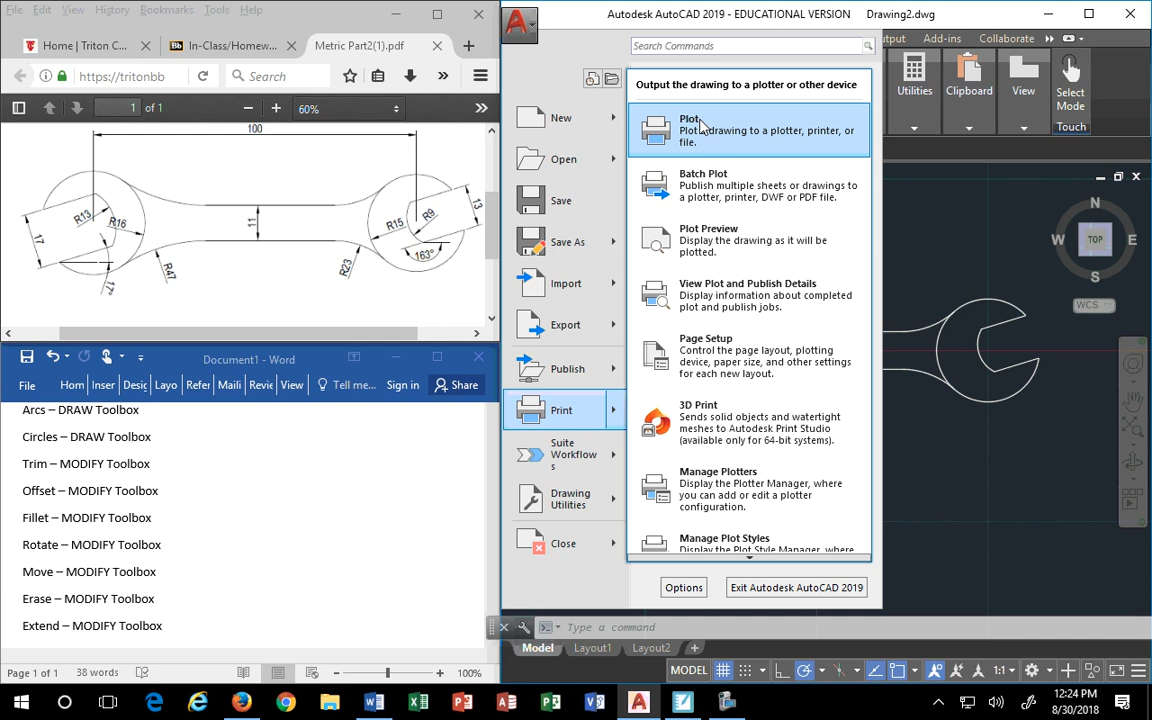 File Edit View History Bookmarks Tools Help
Home | Triton C...
In-Class/Homew...
Metric Part2(1).pdf
https://tritonbb
Search
1 of 1
60%
100
R13
R16
17
17°
R47
11
R23
R15
R9
13
163°
Document1 - Word
File Hom Inser Desig Layo Refer Maili Revie View Tell me... Sign in Share
Arcs – DRAW Toolbox
Circles – DRAW Toolbox
Trim – MODIFY Toolbox
Offset – MODIFY Toolbox
Fillet – MODIFY Toolbox
Rotate – MODIFY Toolbox
Move – MODIFY Toolbox
Erase – MODIFY Toolbox
Extend – MODIFY Toolbox
Page 1 of 1 38 words 100%
Autodesk AutoCAD 2019 - EDUCATIONAL VERSION Drawing2.dwg
Search Commands
utput Add-ins Collaborate
Utilities
Clipboard
View
Select
Mode
Touch
New
Open
Save
Save As
Import
Export
Publish
Print
Suite
Workflow
s
Drawing
Utilities
Close
Output the drawing to a plotter or other device
Plot
Plot drawing to a plotter, printer, or
file.
Batch Plot
Publish multiple sheets or drawings to
a plotter, printer, DWF or PDF file.
Plot Preview
Display the drawing as it will be
plotted.
View Plot and Publish Details
Display information about completed
plot and publish jobs.
Page Setup
Control the page layout, plotting
device, paper size, and other settings
for each new layout.
3D Print
Sends solid objects and watertight
meshes to Autodesk Print Studio
(available only for 64-bit systems).
Manage Plotters
Display the Plotter Manager, where
you can add or edit a plotter
configuration.
Manage Plot Styles
Display the Plot Style Manager, where
Options
Exit Autodesk AutoCAD 2019
N
W TOP E
S
WCS
Type a command
Model Layout1 Layout2
MODEL 1:1
12:24 PM
8/30/2018